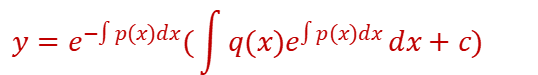 y = e^{-∫ p(x)dx}(∫ q(x)e^{∫ p(x)dx} dx + c)